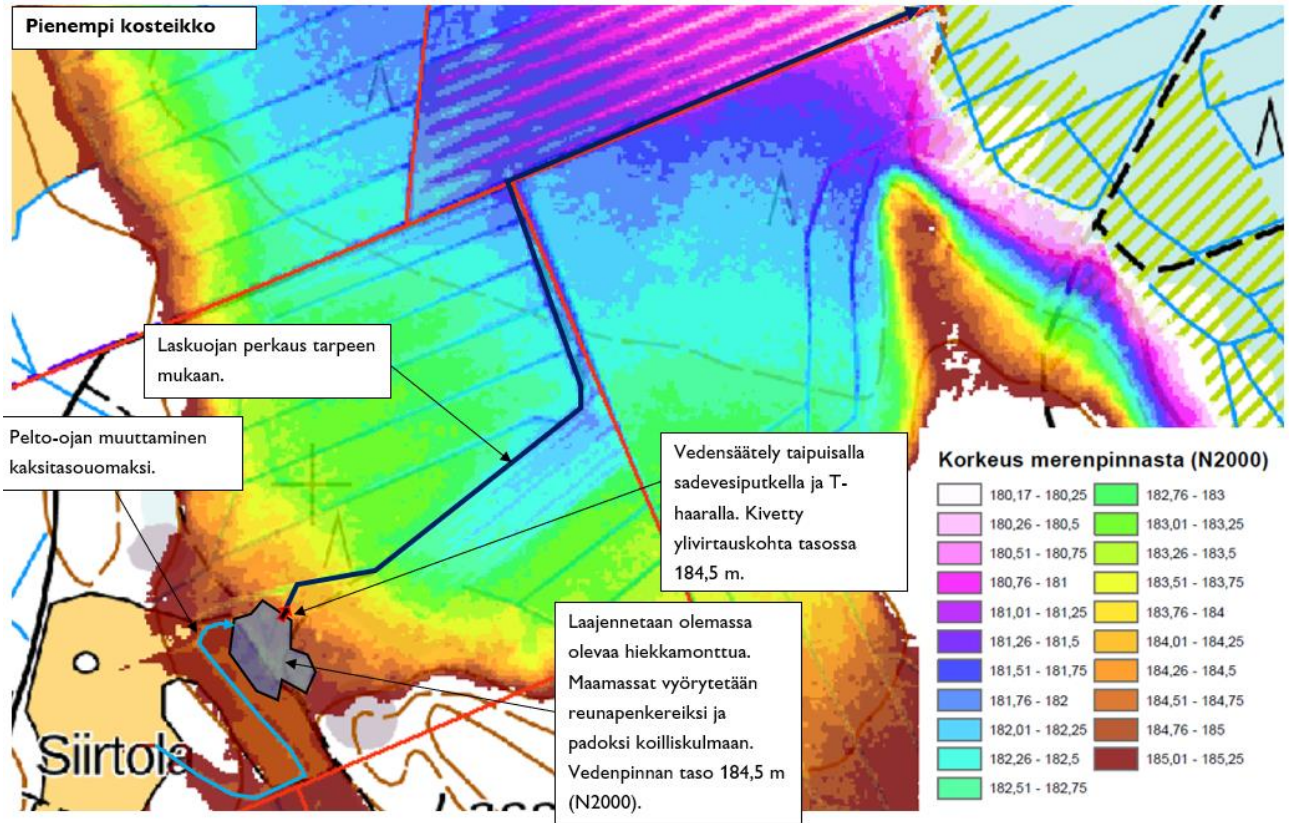 Pienempi kosteikko
Laskuojan perkaus tarpeen
mukaan.
Pelto-ojan muuttaminen
kaksitasouomaksi.
Vedensäätely taipuisalla
sadevesiputkella ja T-
haaralla. Kivetty
ylivirtauskohta tasossa
184,5 m.
Laajennetaan olemassa
olevaa hiekkamonttua.
Maamassat vyörytetään
reunapenkereiksi ja
padoksi koilliskulmaan.
Vedenpinnan taso 184,5 m
(N2000).
Siirtola
Korkeus merenpinnasta (N2000)
180,17 - 180,25
180,26 - 180,5
180,51 - 180,75
180,76 - 181
181,01 - 181,25
181,26 - 181,5
181,51 - 181,75
181,76 - 182
182,01 - 182,25
182,26 - 182,5
182,51 - 182,75
182,76 - 183
183,01 - 183,25
183,26 - 183,5
183,51 - 183,75
183,76 - 184
184,01 - 184,25
184,26 - 184,5
184,51 - 184,75
184,76 - 185
185,01 - 185,25